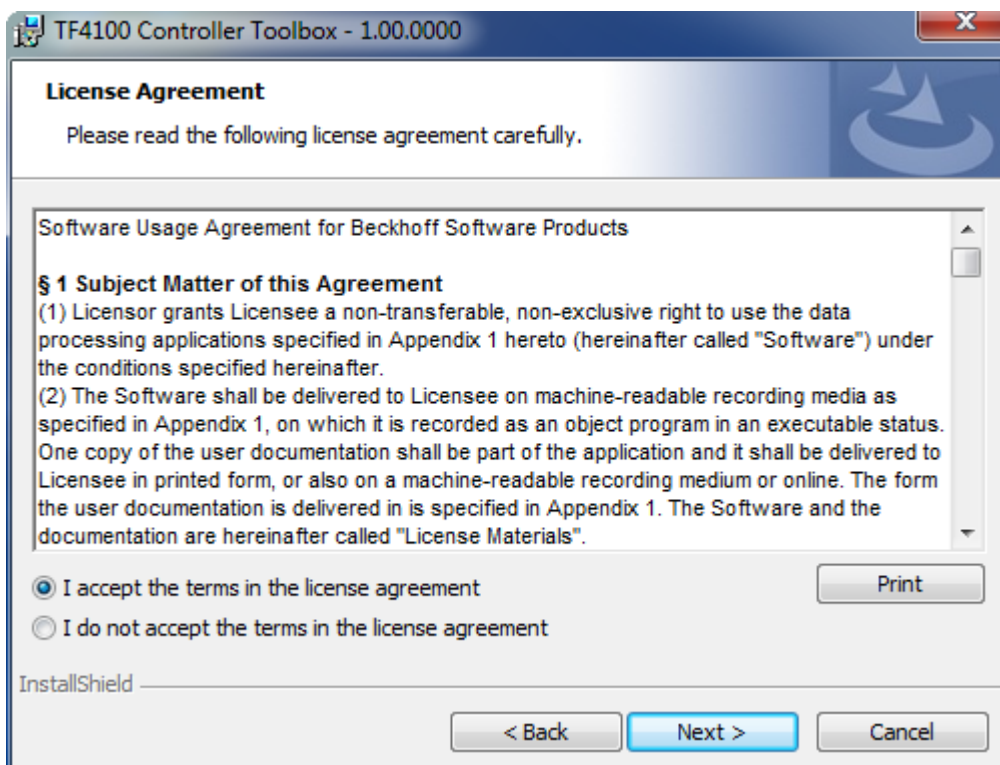 TF4100 Controller Toolbox - 1.00.0000
License Agreement
Please read the following license agreement carefully.
Software Usage Agreement for Beckhoff Software Products
§ 1 Subject Matter of this Agreement
(1) Licensor grants Licensee a non-transferable, non-exclusive right to use the data
processing applications specified in Appendix 1 hereto (hereinafter called "Software") under
the conditions specified hereinafter.
(2) The Software shall be delivered to Licensee on machine-readable recording media as
specified in Appendix 1, on which it is recorded as an object program in an executable status.
One copy of the user documentation shall be part of the application and it shall be delivered to
Licensee in printed form, or also on a machine-readable recording medium or online. The form
the user documentation is delivered in is specified in Appendix 1. The Software and the
documentation are hereinafter called "License Materials".
I accept the terms in the license agreement
Print
I do not accept the terms in the license agreement
InstallShield
< Back
Next >
Cancel